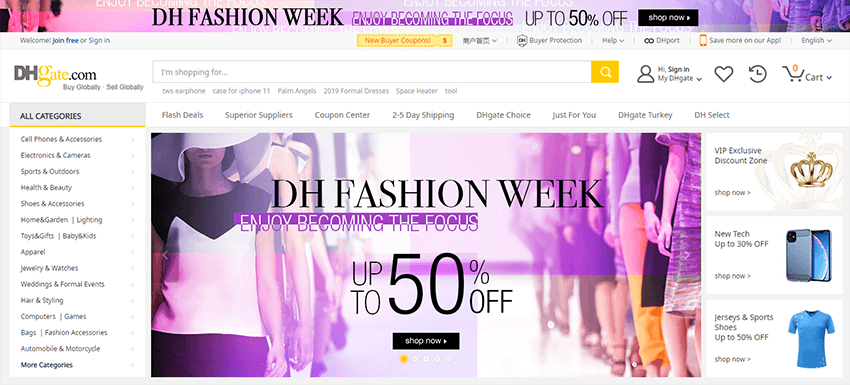 ENJOY BECOMING THE FOCUS
DH FASHION WEEK ENJOY BECOMING THE FOCUS UP TO 50% OFF! shop now >
Welcome! Join free or Sign in
New Buyer Coupons! $ 商户首页 Buyer Protection Help DHport Save more on our App! English
DHgate.com
Buy Globally · Sell Globally
I'm shopping for...
tws earphone case for iphone 11 Palm Angels 2019 Formal Dresses Space Heater tool
Hi, Sign in
My DHgate
0
Cart
ALL CATEGORIES
Flash Deals Superior Suppliers Coupon Center 2-5 Day Shipping DHgate Choice Just For You DHgate Turkey DH Select
Cell Phones & Accessories
Electronics & Cameras
Sports & Outdoors
Health & Beauty
Shoes & Accessories
Home&Garden | Lighting
Toys&Gifts | Baby&Kids
Apparel
Jewelry & Watches
Weddings & Formal Events
Hair & Styling
Computers | Games
Bags | Fashion Accessories
Automobile & Motorcycle
More Categories
DH FASHION WEEK
ENJOY BECOMING THE FOCUS
UP TO 50% OFF
shop now >
VIP Exclusive
Discount Zone
shop now >
New Tech
Up to 30% OFF
shop now >
Jerseys & Sports
Shoes
Up to 50% OFF
shop now >